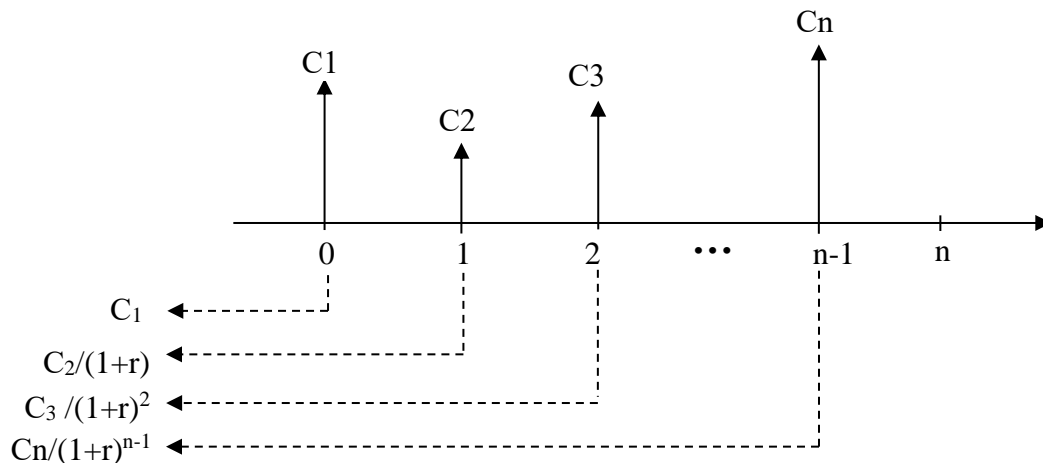 Cn
C1
C3
C2
0 1 2 ... n-1 n
C₁
C₂/(1+r)
C₃ /(1+r)²
Cn/(1+r)ⁿ⁻¹